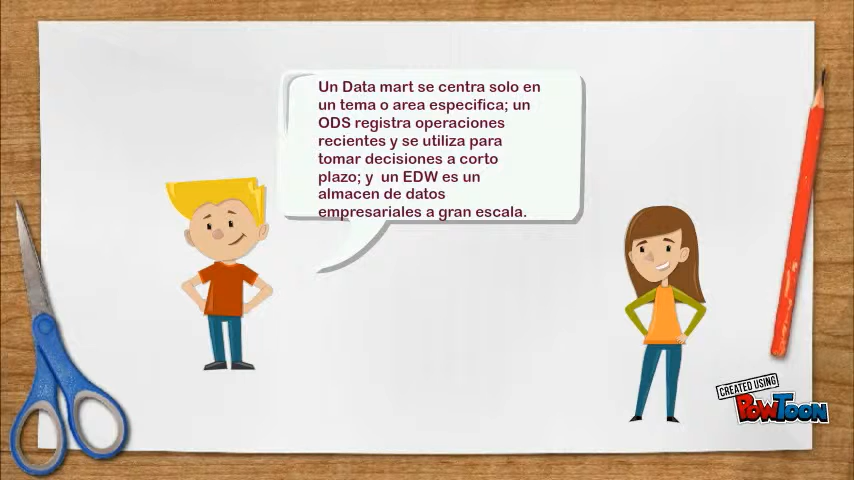 Un Data mart se centra solo en
un tema o area especifica; un
ODS registra operaciones
recientes y se utiliza para
tomar decisiones a corto
plazo; y un EDW es un
almacen de datos
empresariales a gran escala.
CREATED USING
POWTOON